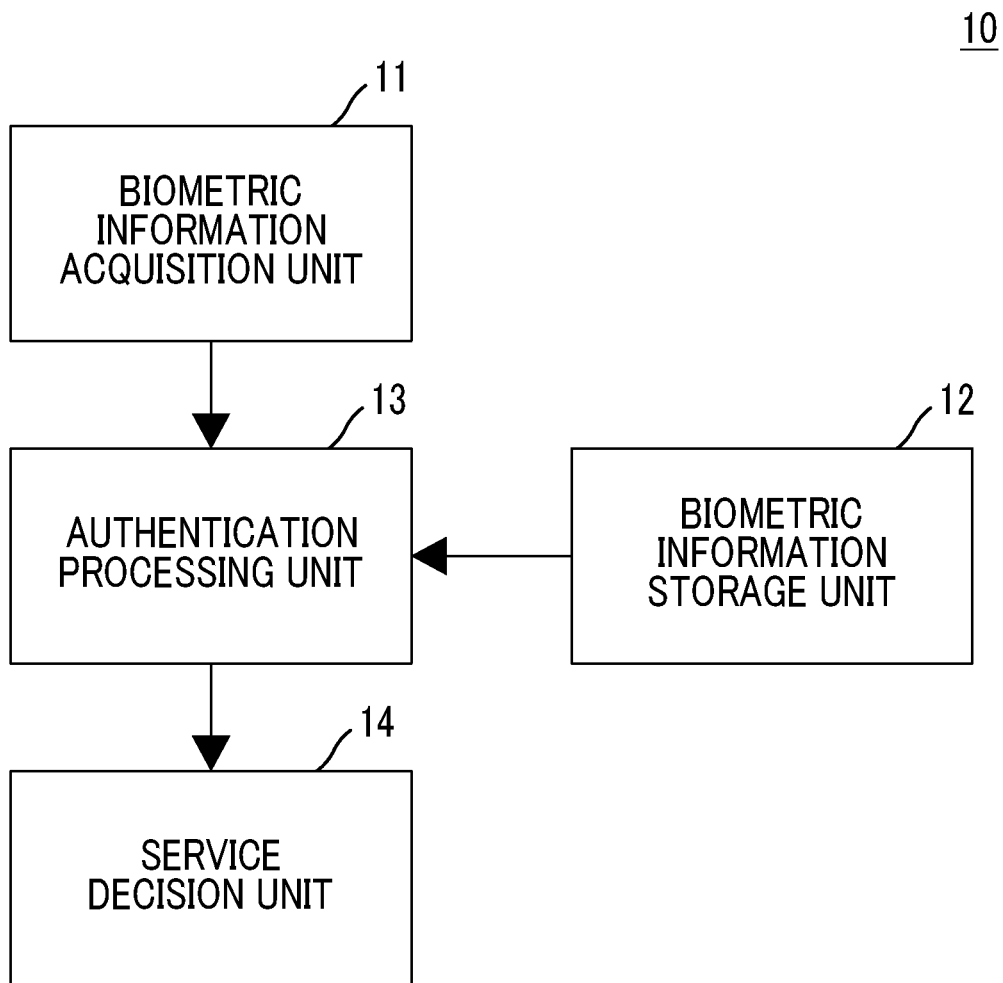 10
11
BIOMETRIC
INFORMATION
ACQUISITION UNIT
13
AUTHENTICATION
PROCESSING UNIT
12
BIOMETRIC
INFORMATION
STORAGE UNIT
14
SERVICE
DECISION UNIT